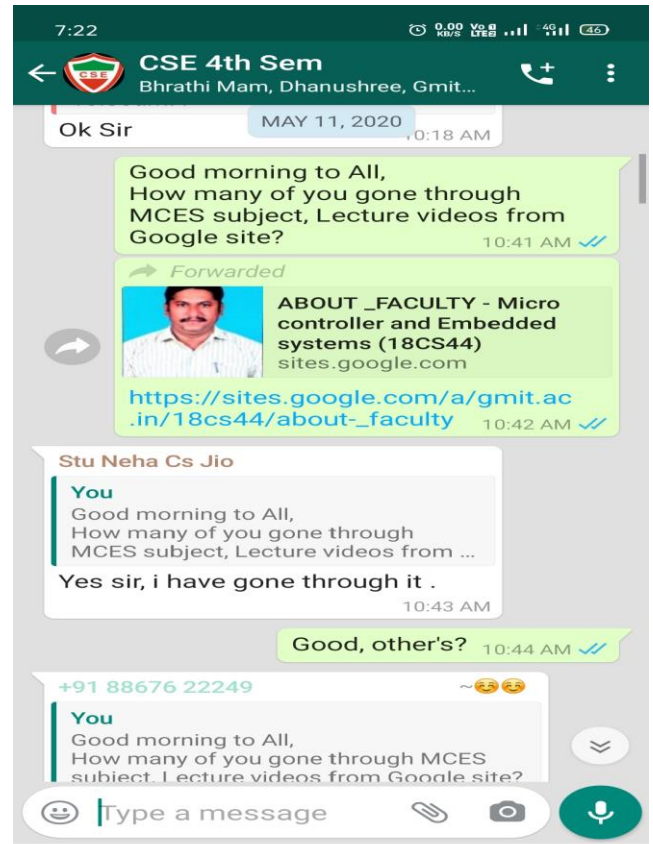 7:22 0.00 KB/S Vo LTE 4G 46
CSE 4th Sem
CSE
Bhrathi Mam, Dhanushree, Gmit...
MAY 11, 2020
Ok Sir 10:18 AM
Good morning to All,
How many of you gone through
MCES subject, Lecture videos from
Google site? 10:41 AM
Forwarded
ABOUT _FACULTY - Micro
controller and Embedded
systems (18CS44)
sites.google.com
https://sites.google.com/a/gmit.ac
.in/18cs44/about-_faculty 10:42 AM
Stu Neha Cs Jio
You
Good morning to All,
How many of you gone through
MCES subject, Lecture videos from ...
Yes sir, i have gone through it .
10:43 AM
Good, other's? 10:44 AM
+91 88676 22249 ~😊😊
You
Good morning to All,
How many of you gone through MCES
subject, Lecture videos from Google site?
Type a message